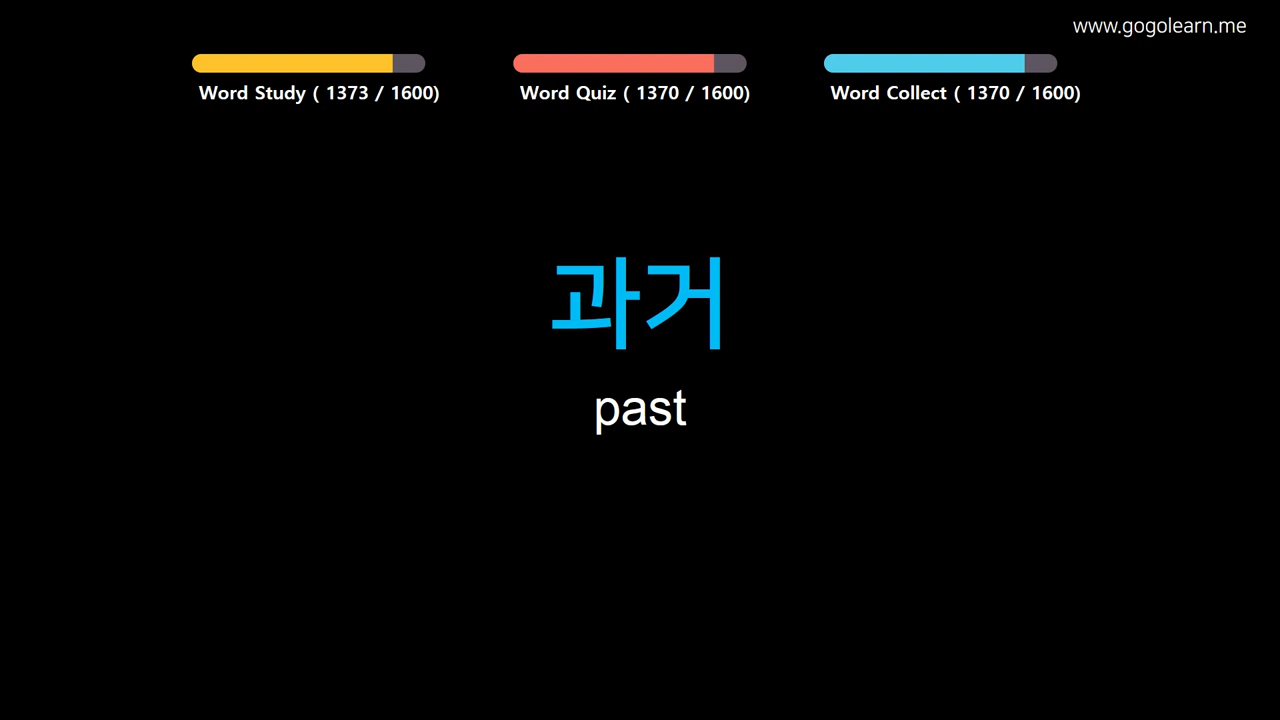 www.gogolearn.me
Word Study ( 1373 / 1600)
Word Quiz ( 1370 / 1600)
Word Collect ( 1370 / 1600)
과거
past